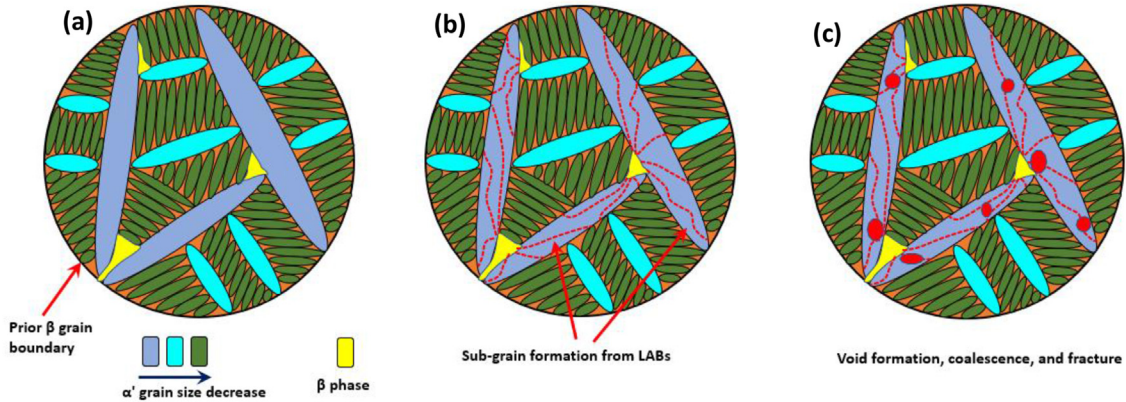 (a)
(b)
(c)
Prior β grain
boundary
α' grain size decrease
β phase
Sub-grain formation from LABs
Void formation, coalescence, and fracture